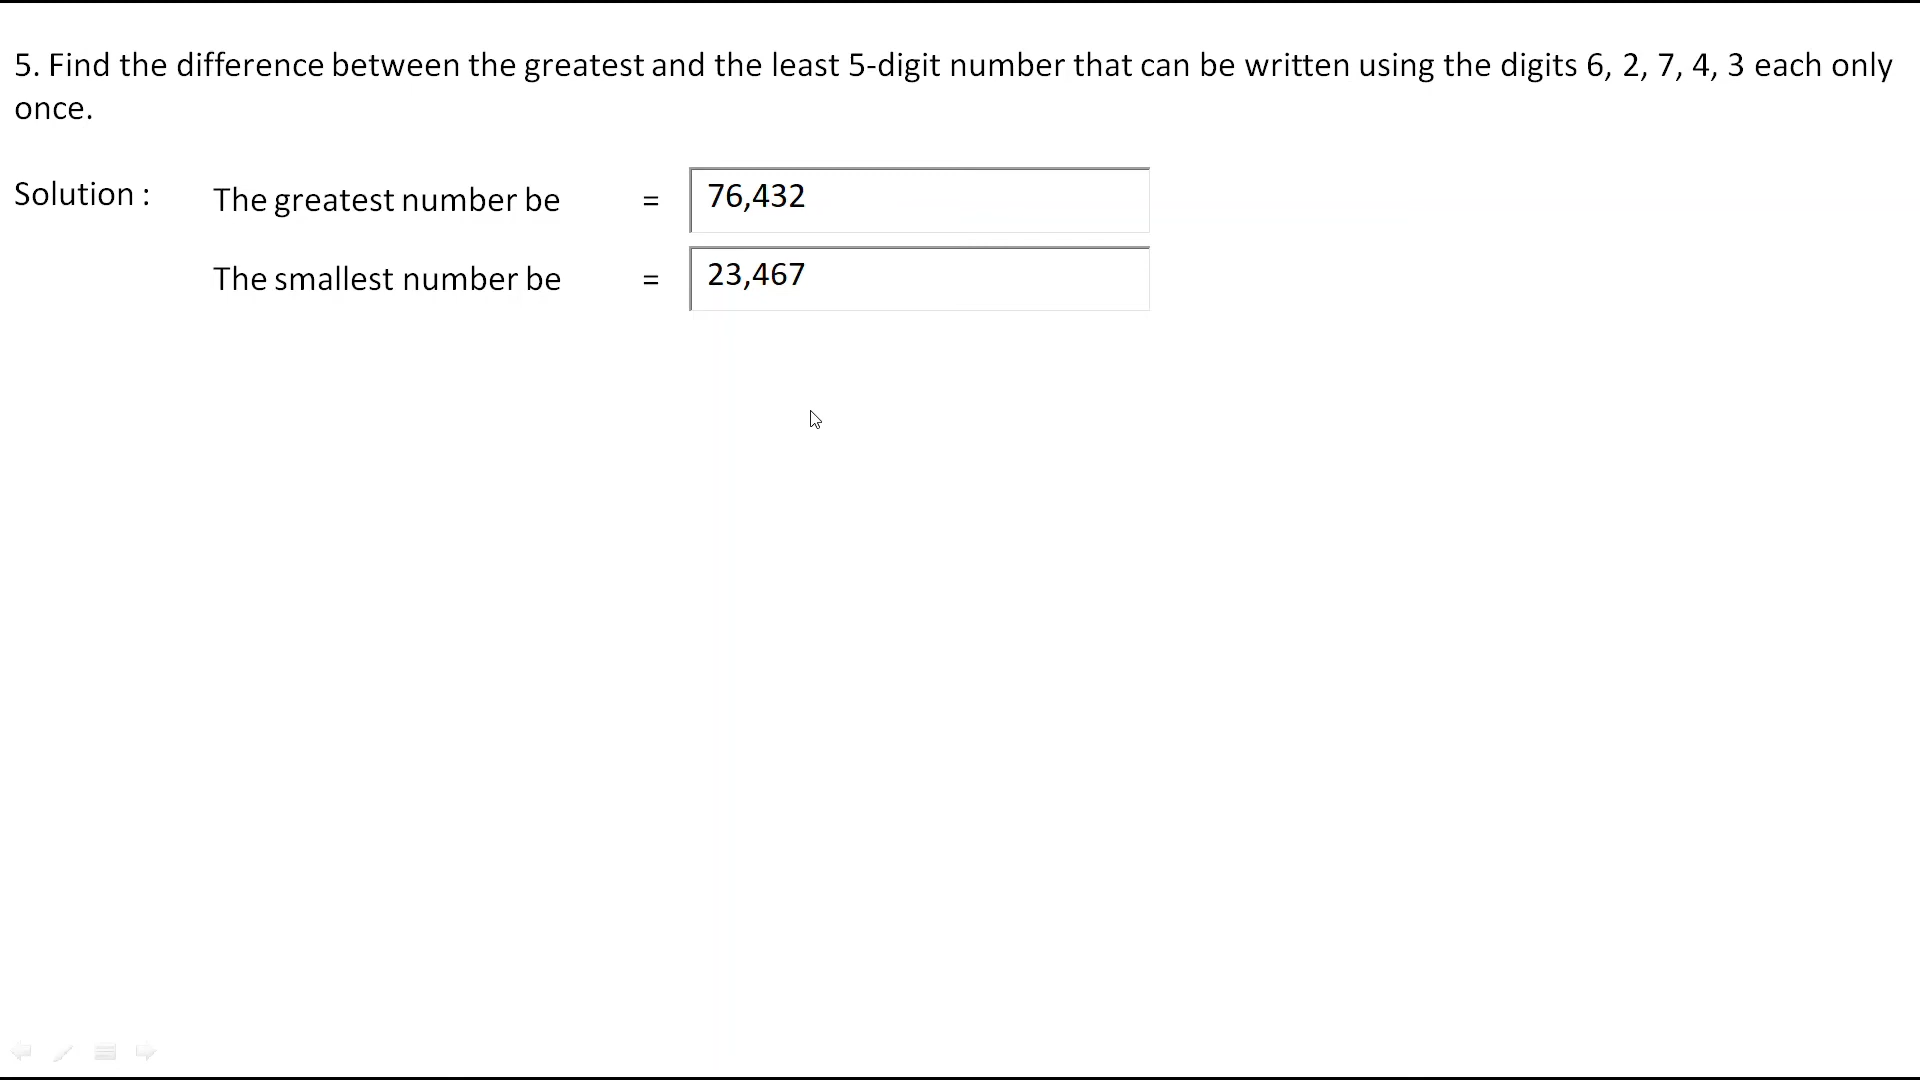 5. Find the difference between the greatest and the least 5-digit number that can be written using the digits 6, 2, 7, 4, 3 each only
once.
Solution : The greatest number be = 76,432
The smallest number be = 23,467